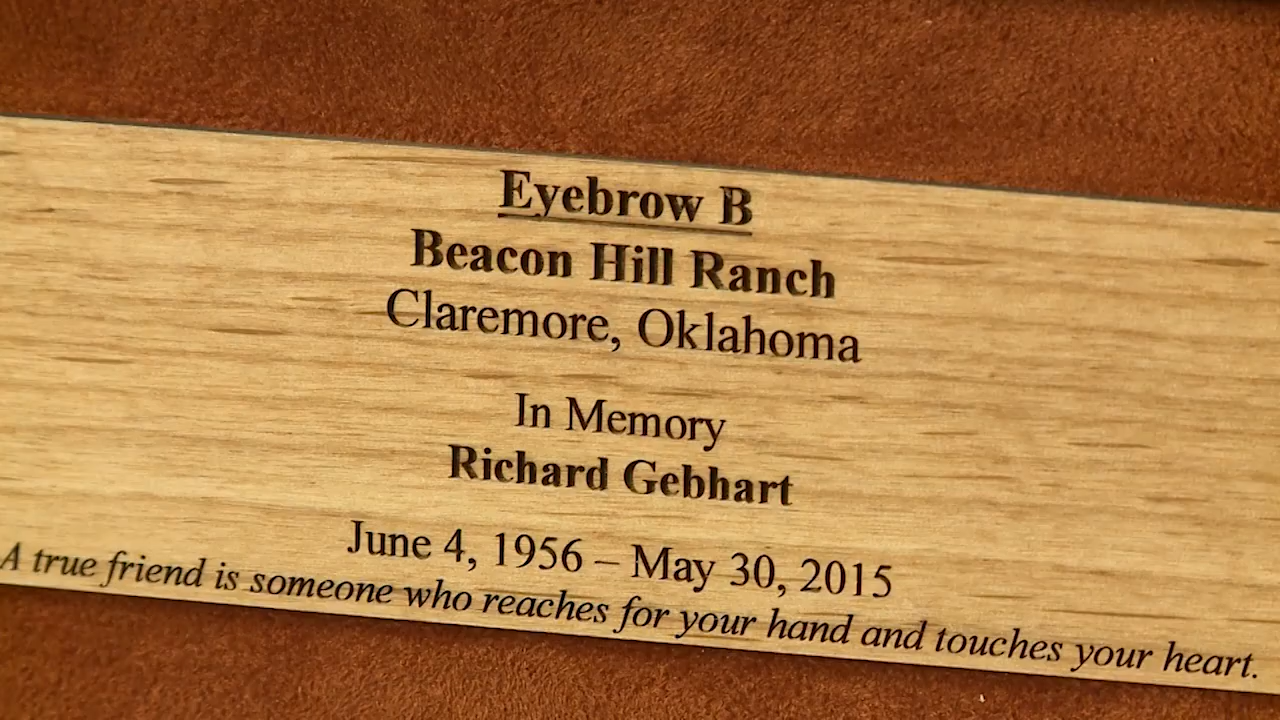 Eyebrow B
Beacon Hill Ranch
Claremore, Oklahoma
In Memory
Richard Gebhart
June 4, 1956 – May 30, 2015
A true friend is someone who reaches for your hand and touches your heart.